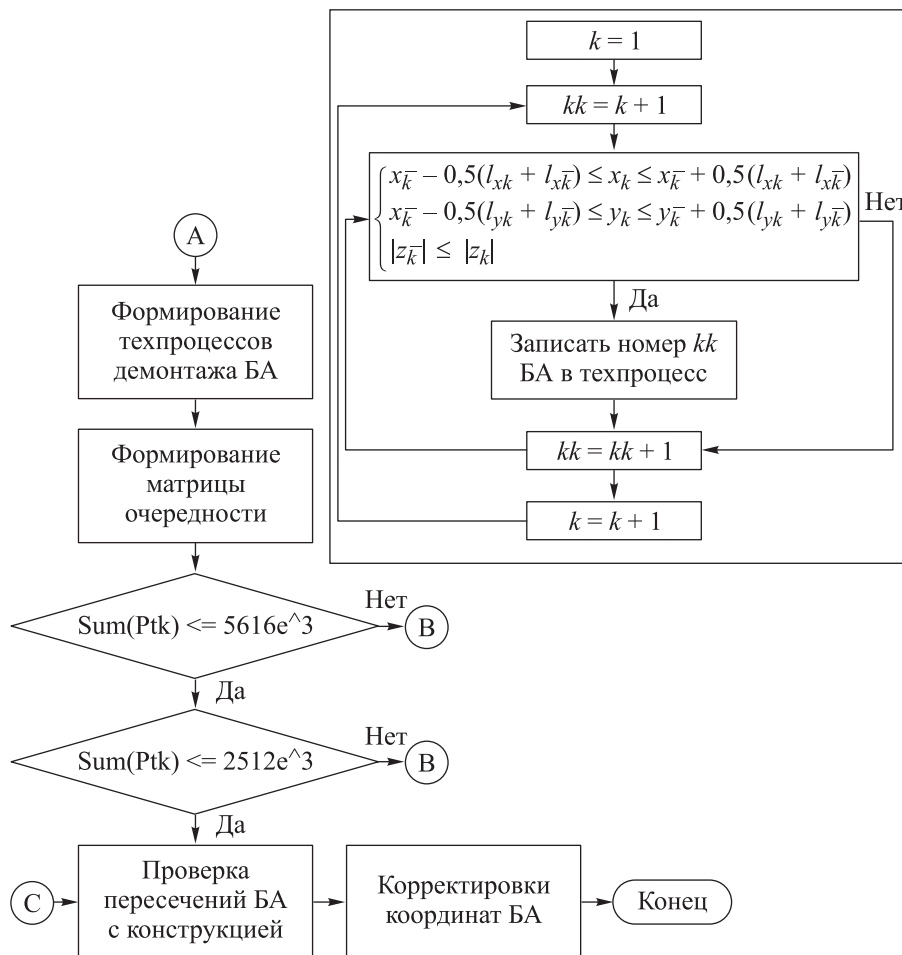 k = 1
kk = k + 1
x_k̄ − 0,5(l_xk + l_xk̄) ≤ x_k ≤ x_k̄ + 0,5(l_xk + l_xk̄)
x_k̄ − 0,5(l_yk + l_yk̄) ≤ y_k ≤ y_k̄ + 0,5(l_yk + l_yk̄)
|z_k̄| ≤ |z_k|
Нет
Да
Записать номер kk
БА в техпроцесс
kk = kk + 1
k = k + 1
A
Формирование
техпроцессов
демонтажа БА
Формирование
матрицы
очередности
Sum(Ptk) <= 5616e^3
Нет
B
Да
Sum(Ptk) <= 2512e^3
Нет
B
Да
C
Проверка
пересечений БА
с конструкцией
Корректировки
координат БА
Конец